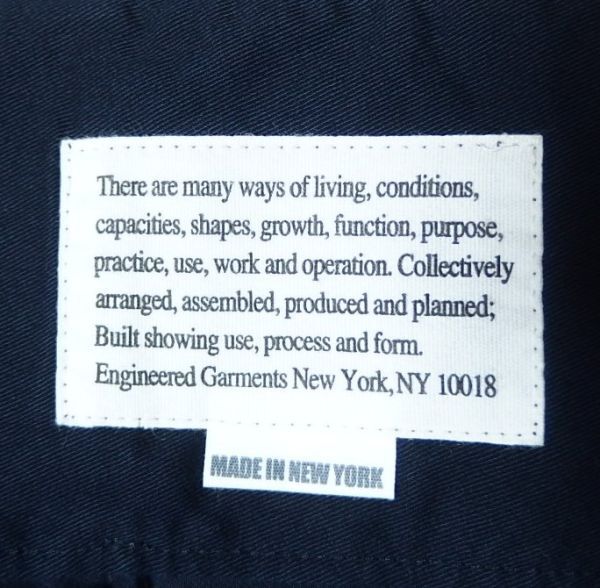 There are many ways of living, conditions,
capacities, shapes, growth, function, purpose,
practice, use, work and operation. Collectively
arranged, assembled, produced and planned;
Built showing use, process and form.
Engineered Garments New York, NY 10018
MADE IN NEW YORK